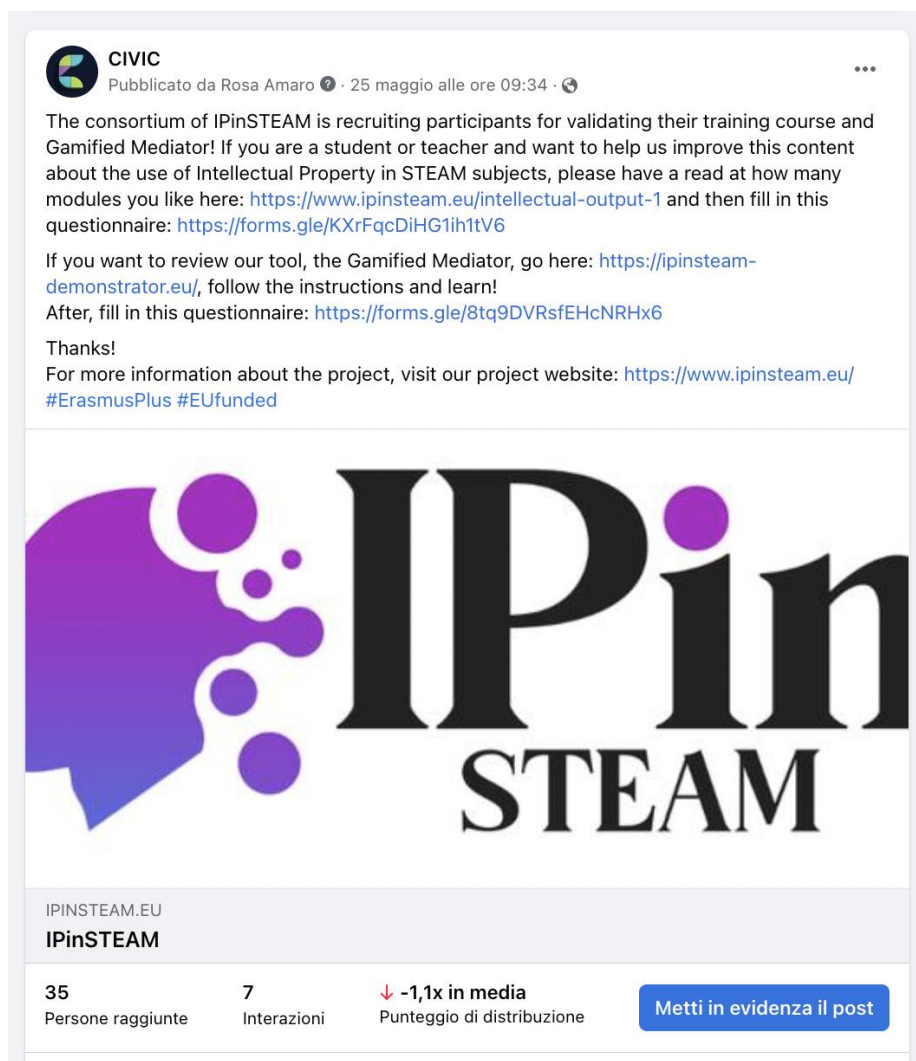 CIVIC
Pubblicato da Rosa Amaro · 25 maggio alle ore 09:34 ·
The consortium of IPinSTEAM is recruiting participants for validating their training course and
Gamified Mediator! If you are a student or teacher and want to help us improve this content
about the use of Intellectual Property in STEAM subjects, please have a read at how many
modules you like here: https://www.ipinsteam.eu/intellectual-output-1 and then fill in this
questionnaire: https://forms.gle/KXrFqcDiHG1ih1tV6
If you want to review our tool, the Gamified Mediator, go here: https://ipinsteam-
demonstrator.eu/, follow the instructions and learn!
After, fill in this questionnaire: https://forms.gle/8tq9DVRsfEHcNRHx6
Thanks!
For more information about the project, visit our project website: https://www.ipinsteam.eu/
#ErasmusPlus #EUfunded
IPin
STEAM
IPINSTEAM.EU
IPinSTEAM
35
Persone raggiunte
7
Interazioni
-1,1x in media
Punteggio di distribuzione
Metti in evidenza il post